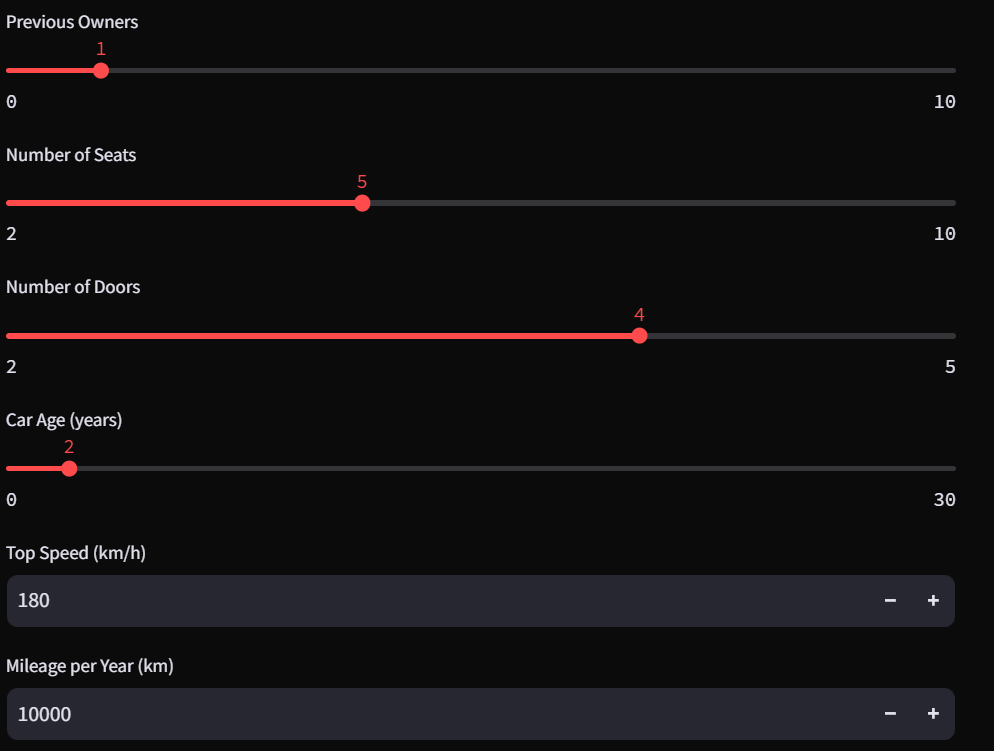 Previous Owners
1
0 10
Number of Seats
5
2 10
Number of Doors
4
2 5
Car Age (years)
2
0 30
Top Speed (km/h)
180 − +
Mileage per Year (km)
10000 − +